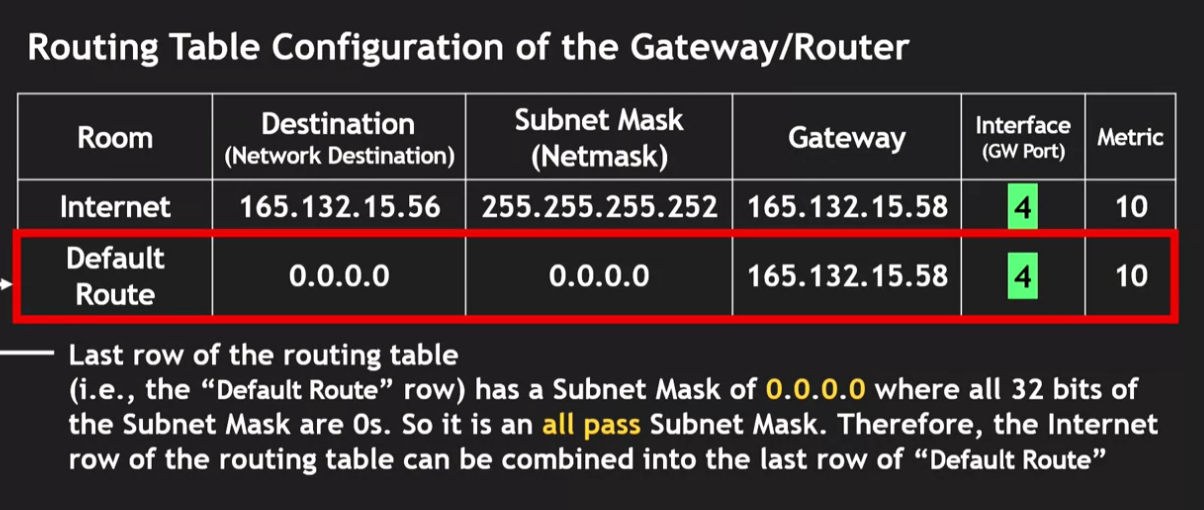 Routing Table Configuration of the Gateway/Router
Room
Destination
(Network Destination)
Subnet Mask
(Netmask)
Gateway
Interface
(GW Port)
Metric
Internet
165.132.15.56
255.255.255.252
165.132.15.58
4
10
Default
Route
0.0.0.0
0.0.0.0
165.132.15.58
4
10
Last row of the routing table
(i.e., the “Default Route” row) has a Subnet Mask of 0.0.0.0 where all 32 bits of
the Subnet Mask are 0s. So it is an all pass Subnet Mask. Therefore, the Internet
row of the routing table can be combined into the last row of “Default Route”